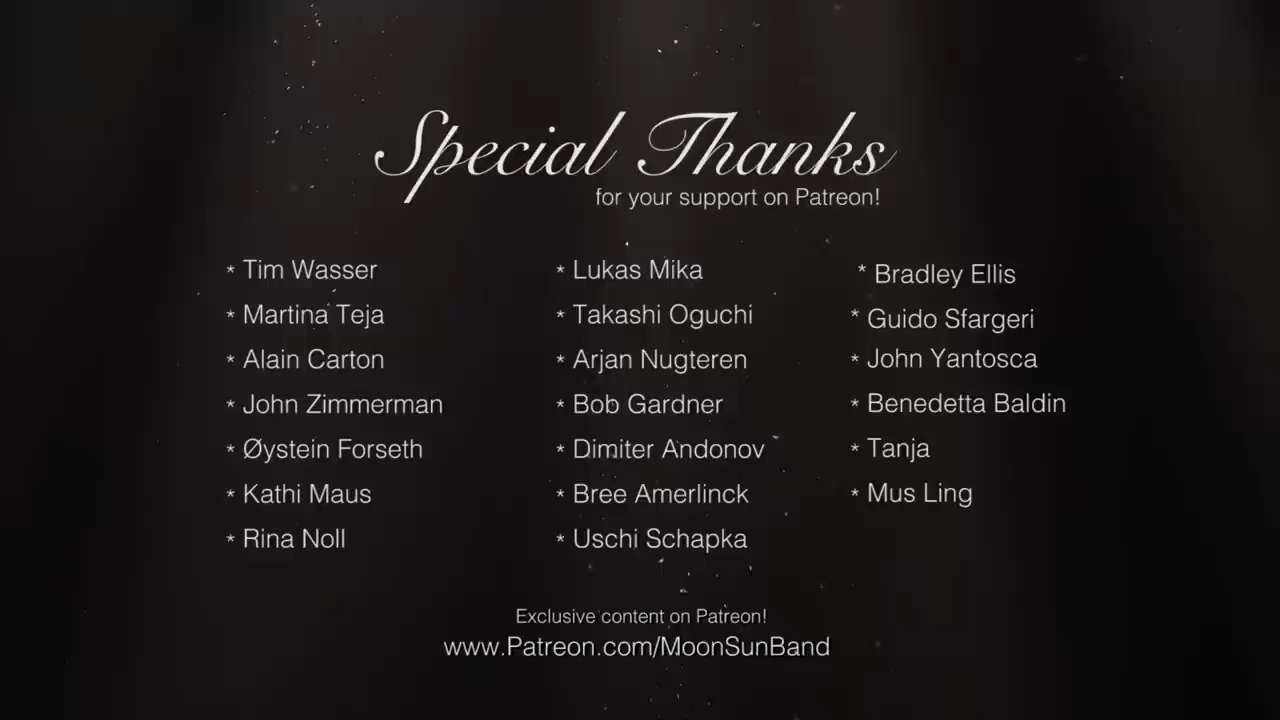 Special Thanks
for your support on Patreon!
* Tim Wasser
* Martina Teja
* Alain Carton
* John Zimmerman
* Øystein Forseth
* Kathi Maus
* Rina Noll
* Lukas Mika
* Takashi Oguchi
* Arjan Nugteren
* Bob Gardner
* Dimiter Andonov
* Bree Amerlinck
* Uschi Schapka
* Bradley Ellis
* Guido Sfargeri
* John Yantosca
* Benedetta Baldin
* Tanja
* Mus Ling
Exclusive content on Patreon!
www.Patreon.com/MoonSunBand